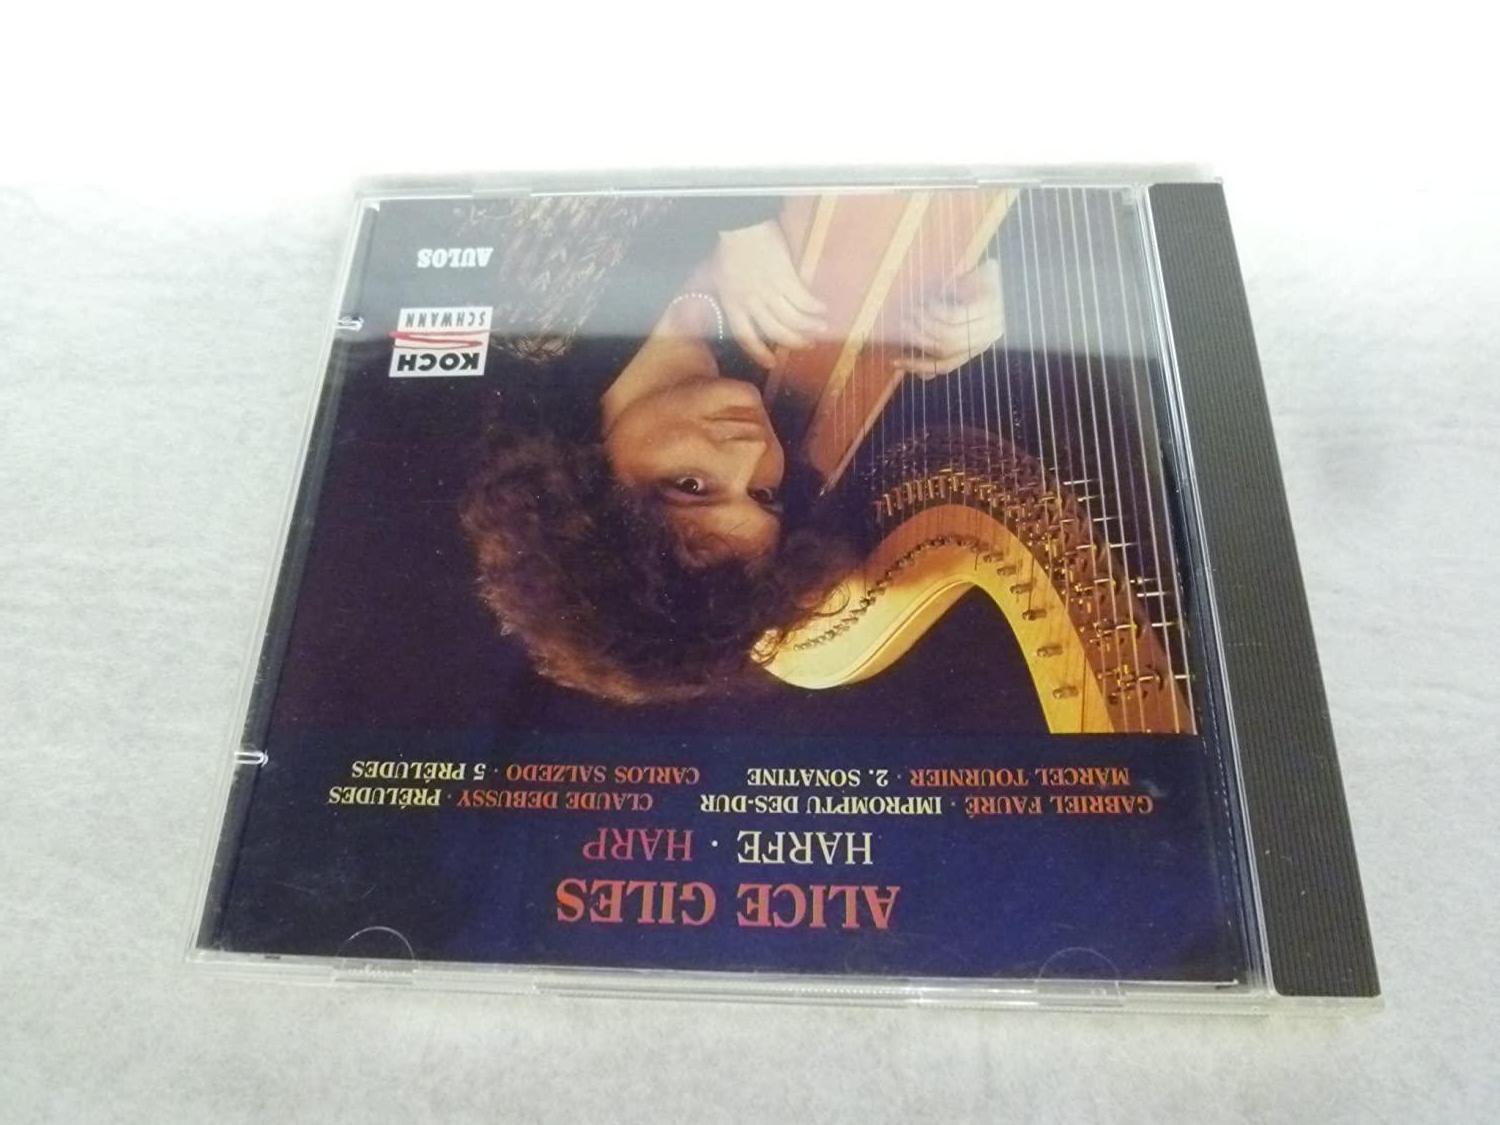 ALICE GILES
HARFE · HARP
GABRIEL FAURÉ · IMPROMPTU DES-DUR CLAUDE DEBUSSY · PRÉLUDES
MARCEL TOURNIER · 2. SONATINE CARLOS SALZEDO · 5 PRÉLUDES
KOCH
SCHWANN
AULOS